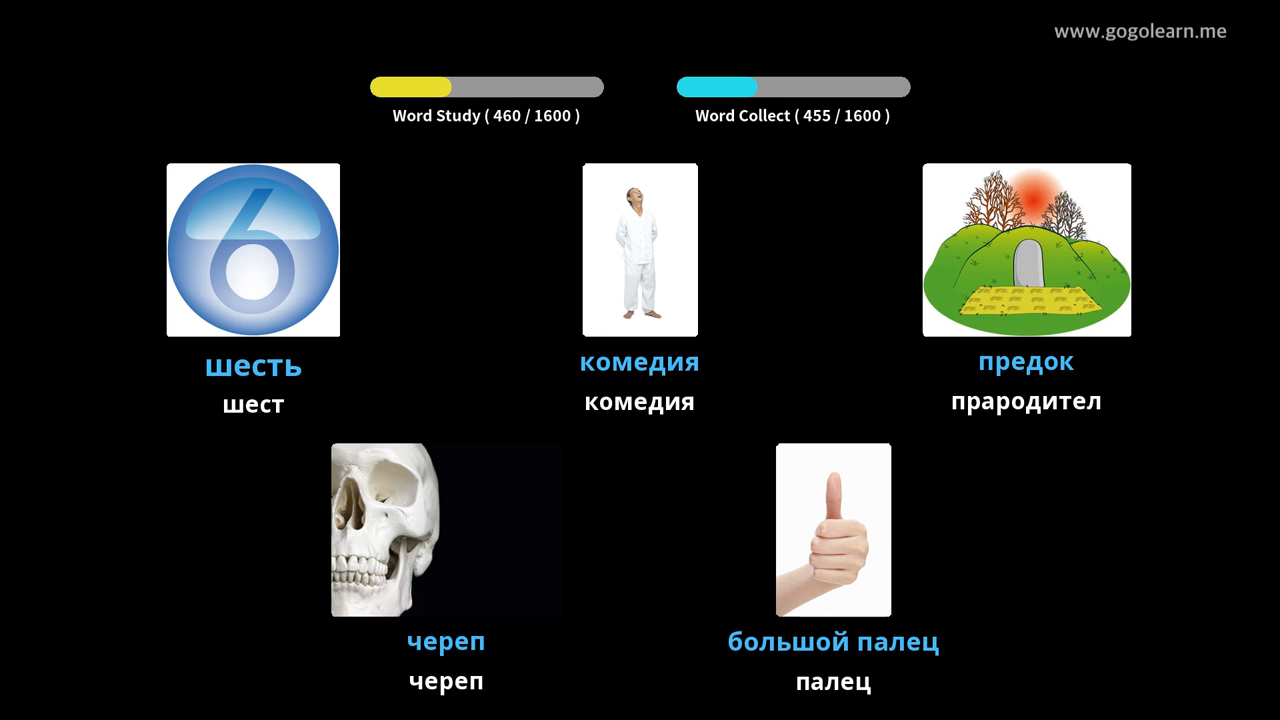 www.gogolearn.me
Word Study ( 460 / 1600 )
Word Collect ( 455 / 1600 )
6
шесть
шест
комедия
комедия
предок
прародител
череп
череп
большой палец
палец